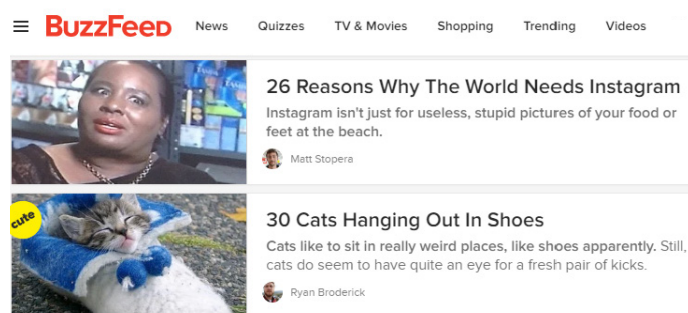 BuzzFeed News Quizzes TV & Movies Shopping Trending Videos
26 Reasons Why The World Needs Instagram
Instagram isn't just for useless, stupid pictures of your food or
feet at the beach.
Matt Stopera
cute
30 Cats Hanging Out In Shoes
Cats like to sit in really weird places, like shoes apparently. Still,
cats do seem to have quite an eye for a fresh pair of kicks.
Ryan Broderick